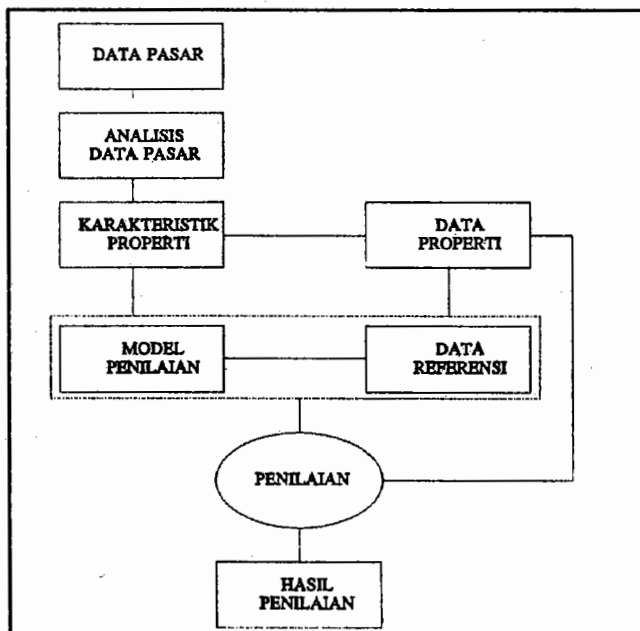 DATA PASAR
ANALISIS
DATA PASAR
KARAKTERISTIK
PROPERTI
DATA
PROPERTI
MODEL
PENILAIAN
DATA
REFERENSI
PENILAIAN
HASIL
PENILAIAN